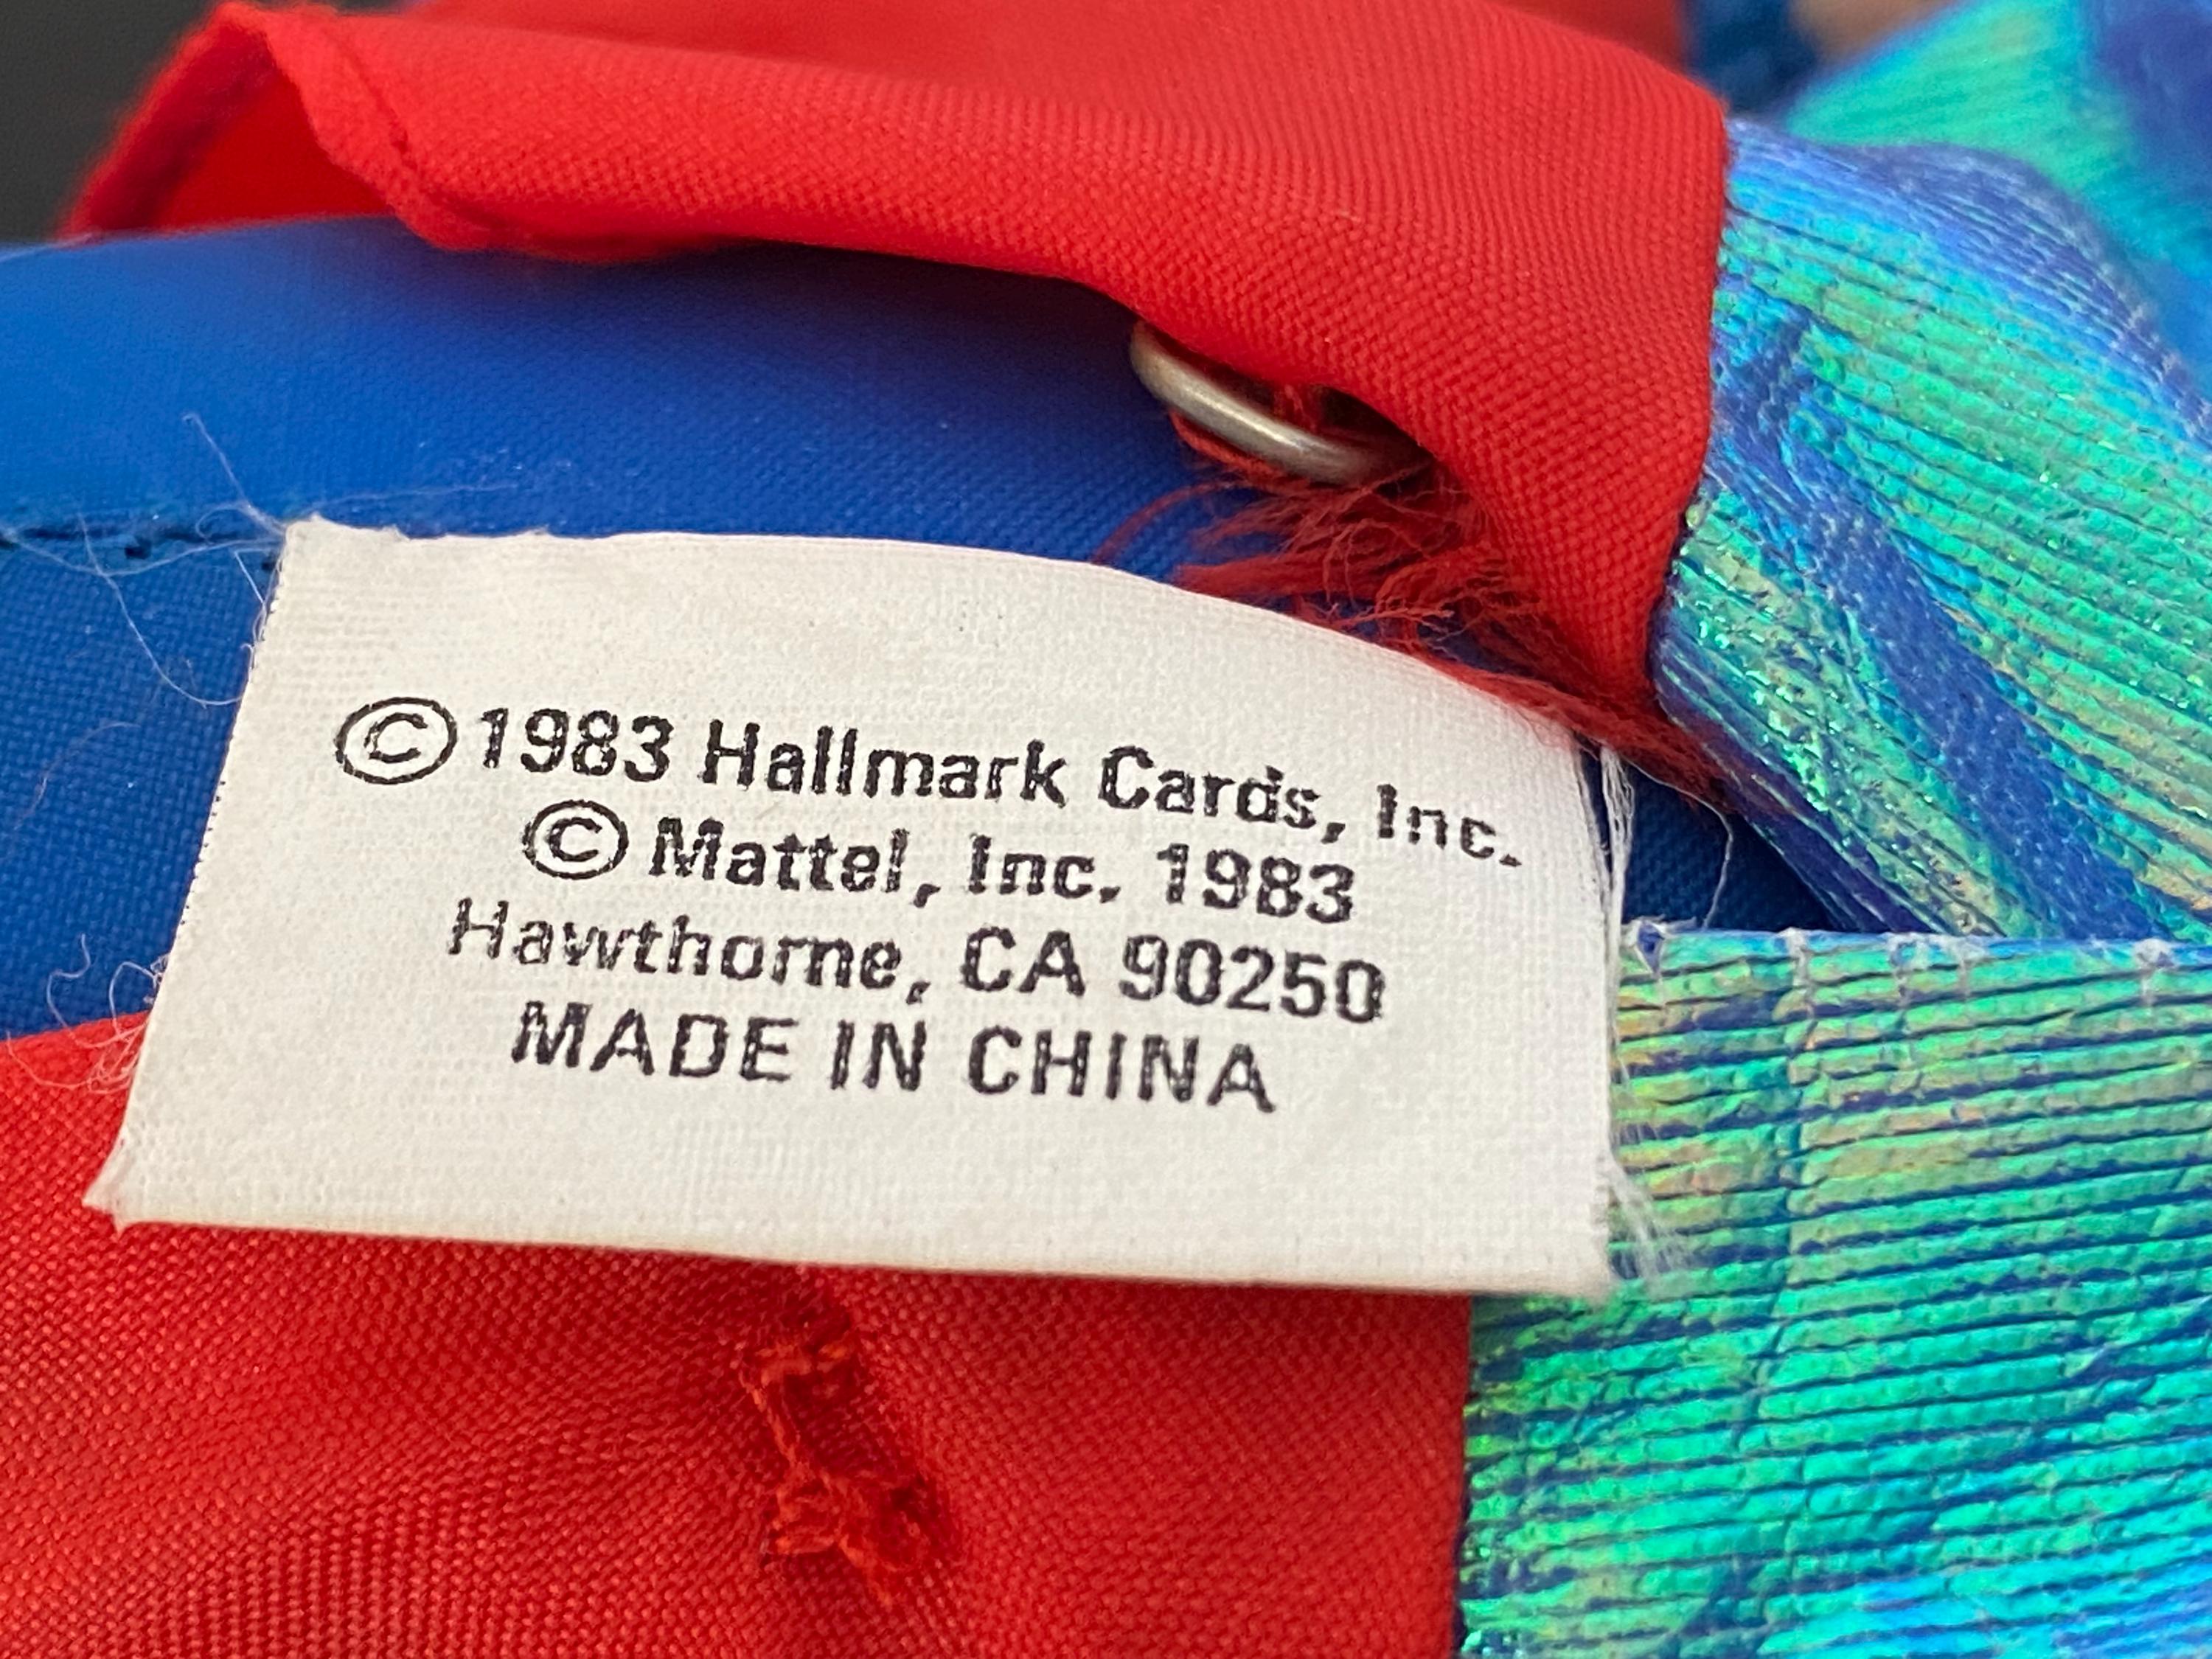 © 1983 Hallmark Cards, Inc.
© Mattel, Inc. 1983
Hawthorne, CA 90250
MADE IN CHINA